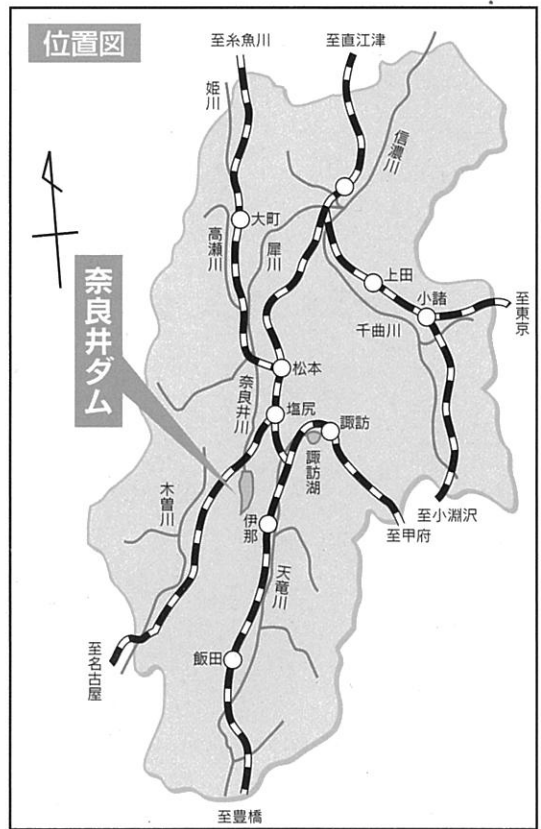 位置図
至糸魚川
至直江津
姫川
信濃川
大町
高瀬川
犀川
上田
小諸
至東京
千曲川
奈良井ダム
松本
奈良井川
塩尻
諏訪
諏訪湖
木曽川
至小淵沢
伊那
至甲府
天竜川
至名古屋
飯田
至豊橋